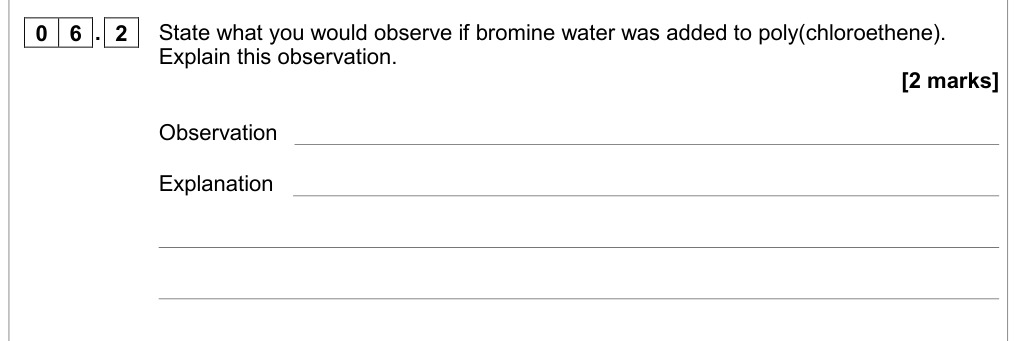 0 6 . 2 State what you would observe if bromine water was added to poly(chloroethene).
Explain this observation.
[2 marks]
Observation
Explanation